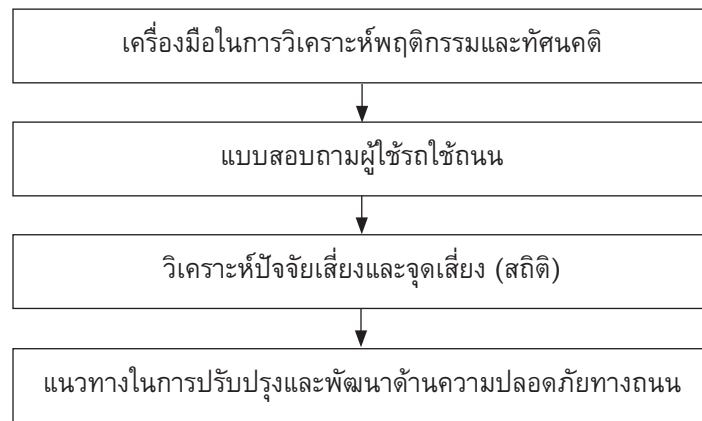 เครื่องมือในการวิเคราะห์พฤติกรรมและทัศนคติ
แบบสอบถามผู้ใช้รถใช้ถนน
วิเคราะห์ปัจจัยเสี่ยงและจุดเสี่ยง (สถิติ)
แนวทางในการปรับปรุงและพัฒนาด้านความปลอดภัยทางถนน